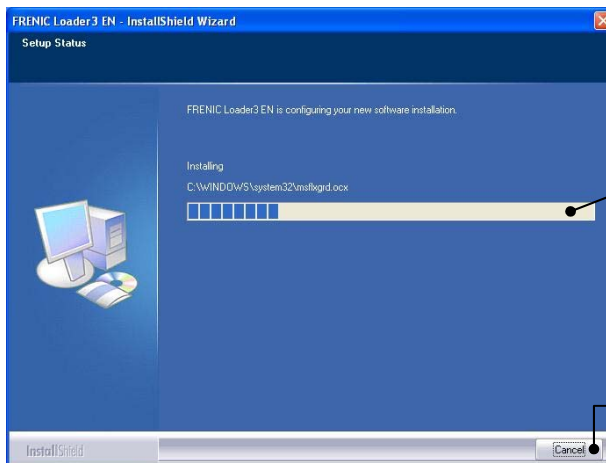 FRENIC Loader3 EN - InstallShield Wizard
Setup Status
FRENIC Loader3 EN is configuring your new software installation.
Installing
C:\WINDOWS\system32\msflxgrd.ocx
InstallShield
Cancel